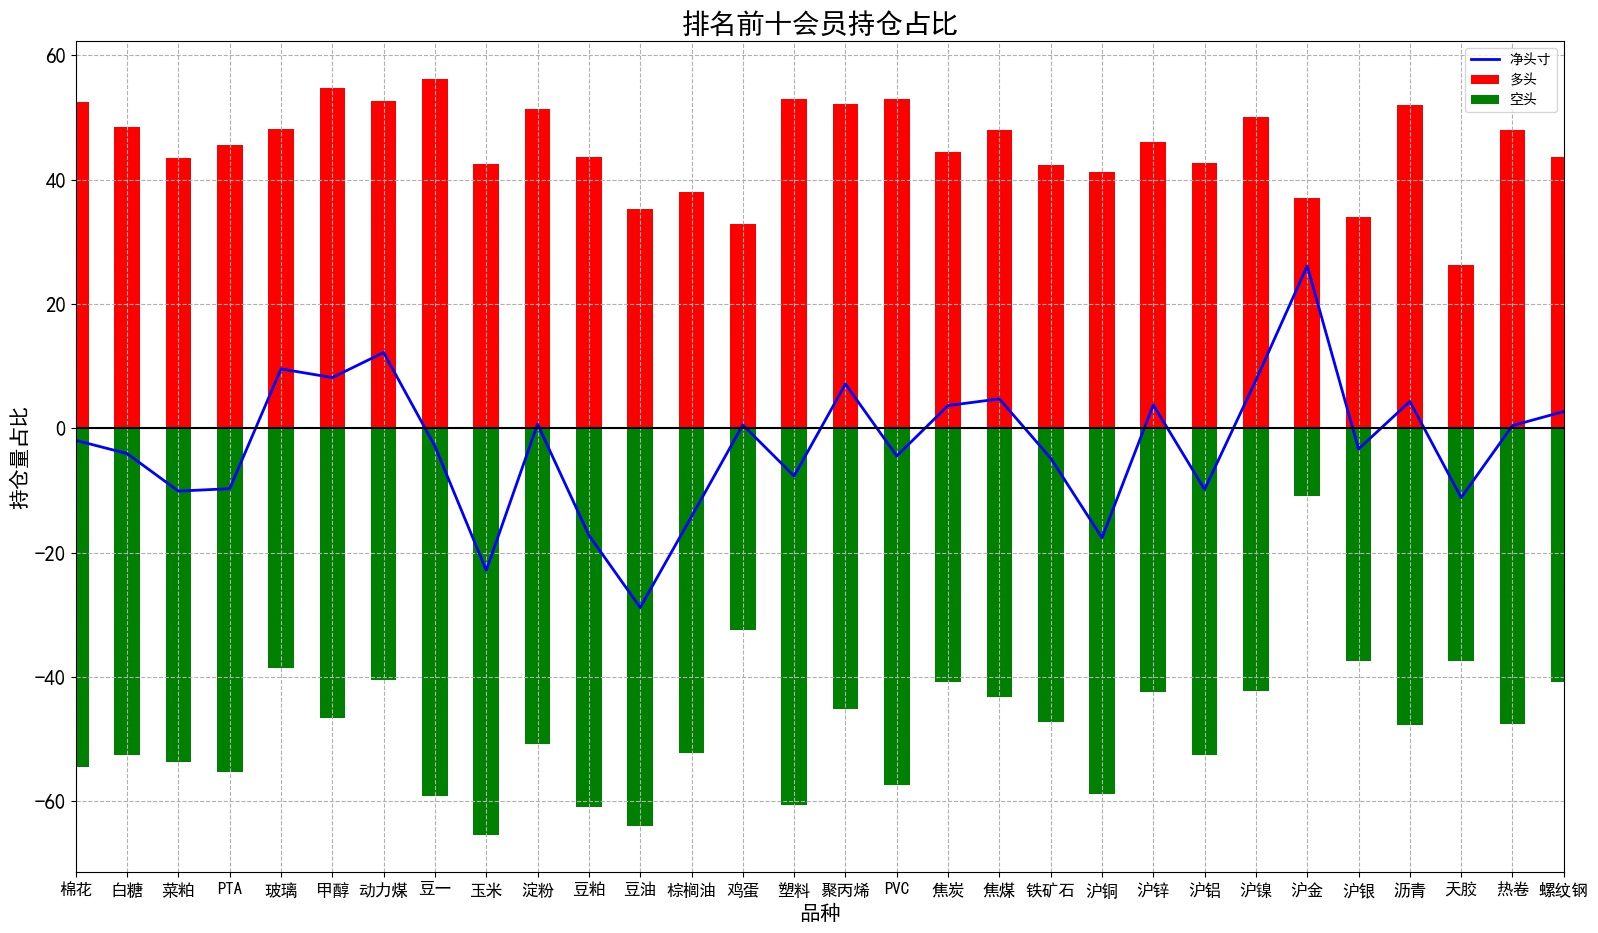 排名前十会员持仓占比
净头寸
多头
空头
60
40
20
0
−20
−40
−60
持仓量占比
棉花 白糖 菜粕 PTA 玻璃 甲醇 动力煤 豆一 玉米 淀粉 豆粕 豆油 棕榈油 鸡蛋 塑料 聚丙烯 PVC 焦炭 焦煤 铁矿石 沪铜 沪锌 沪铝 沪镍 沪金 沪银 沥青 天胶 热卷 螺纹钢
品种